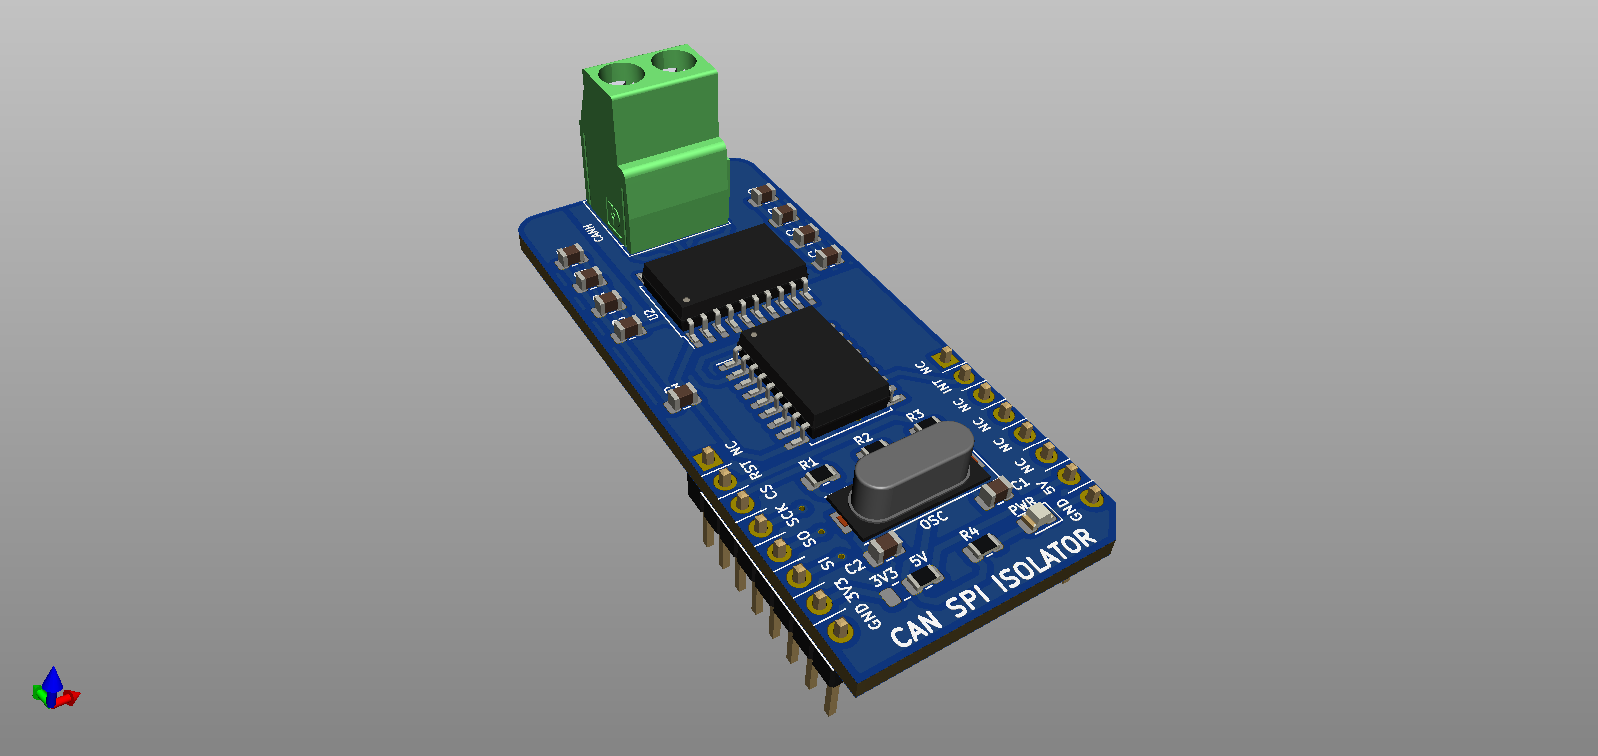 CANH
U2
NC
INT
NC
NC
NC
NC
5V
GND
NC
RST
CS
SCK
SO
SI
3V3
GND
R1
R2
R3
C1
PWR
OSC
R4
C2
3V3
5V
CAN SPI ISOLATOR